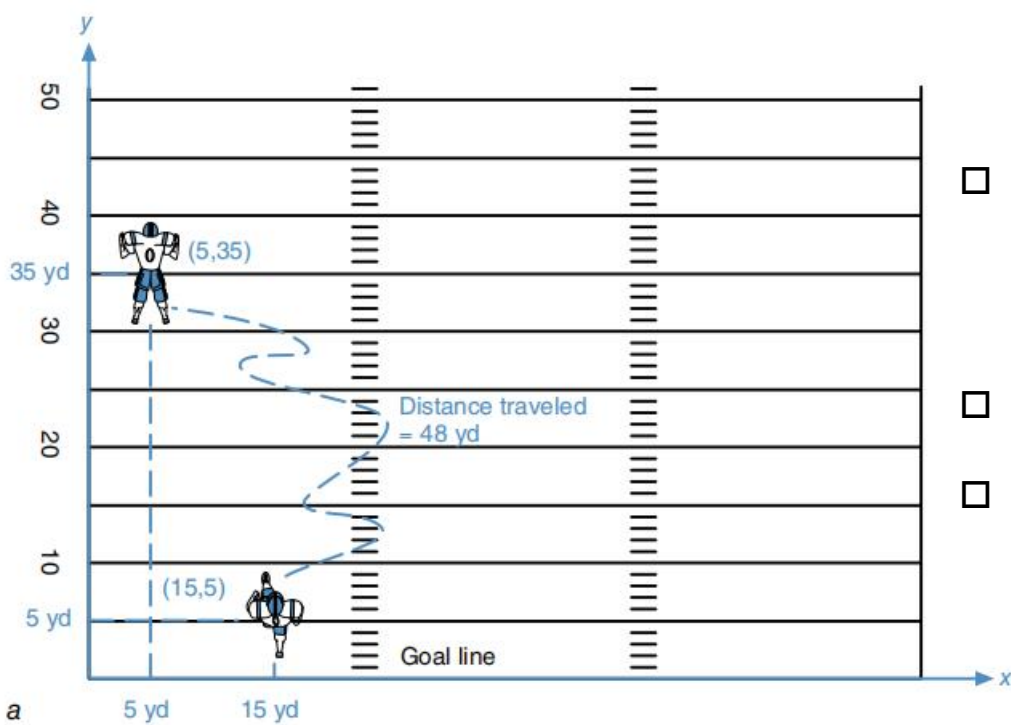 y
50
40
(5,35)
35 yd
30
Distance traveled
= 48 yd
20
10
(15,5)
5 yd
Goal line
x
a
5 yd
15 yd